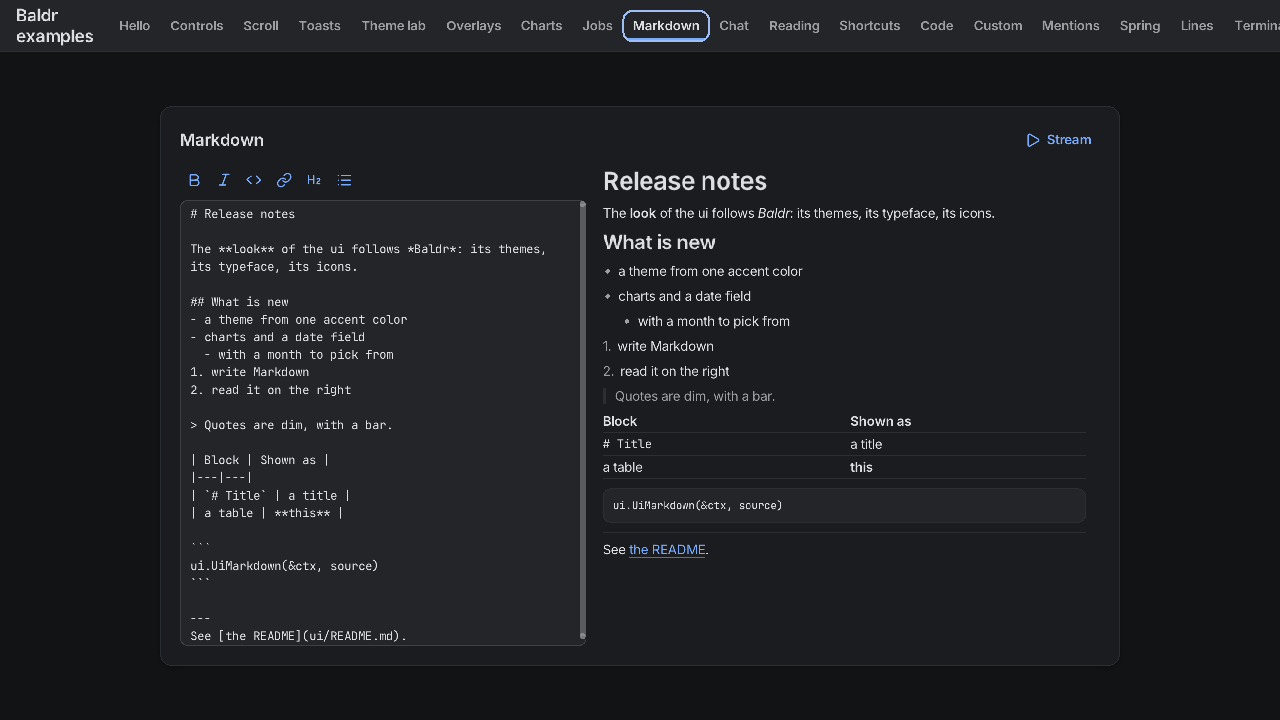 Baldr examples
Hello Controls Scroll Toasts Theme lab Overlays Charts Jobs Markdown Chat Reading Shortcuts Code Custom Mentions Spring Lines
Markdown
Stream
B I <> H2
# Release notes
The **look** of the ui follows *Baldr*: its themes,
its typeface, its icons.
## What is new
- a theme from one accent color
- charts and a date field
  - with a month to pick from
1. write Markdown
2. read it on the right
> Quotes are dim, with a bar.
| Block | Shown as |
|---|---|
| `# Title` | a title |
| a table | **this** |
```
ui.UiMarkdown(&ctx, source)
```
---
See [the README](ui/README.md).
Release notes
The look of the ui follows Baldr: its themes, its typeface, its icons.
What is new
• a theme from one accent color
• charts and a date field
• with a month to pick from
1. write Markdown
2. read it on the right
Quotes are dim, with a bar.
Block Shown as
# Title a title
a table this
ui.UiMarkdown(&ctx, source)
See the README.